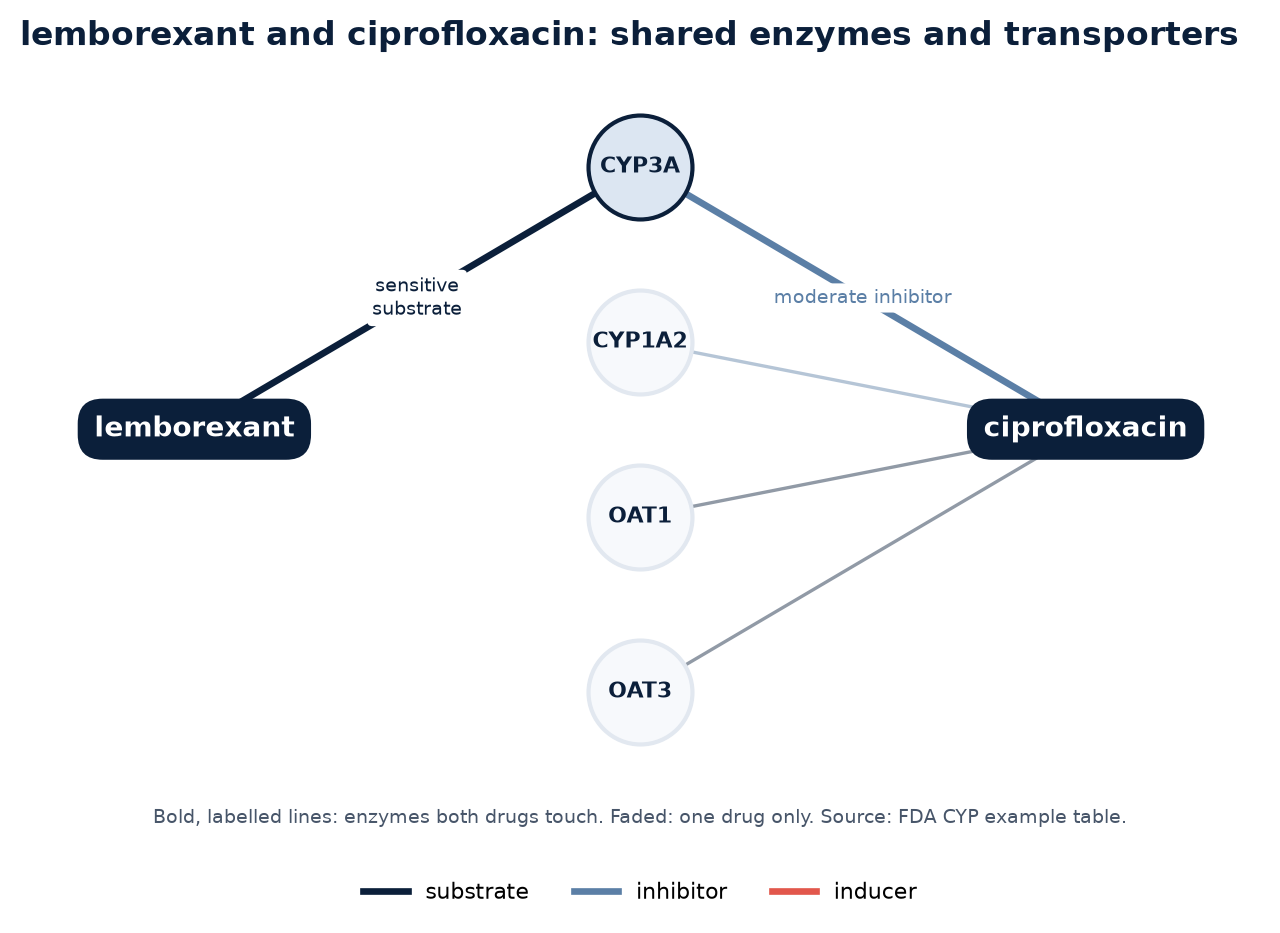 lemborexant and ciprofloxacin: shared enzymes and transporters
CYP3A
sensitive
substrate
moderate inhibitor
CYP1A2
lemborexant
ciprofloxacin
OAT1
OAT3
Bold, labelled lines: enzymes both drugs touch. Faded: one drug only. Source: FDA CYP example table.
substrate
inhibitor
inducer